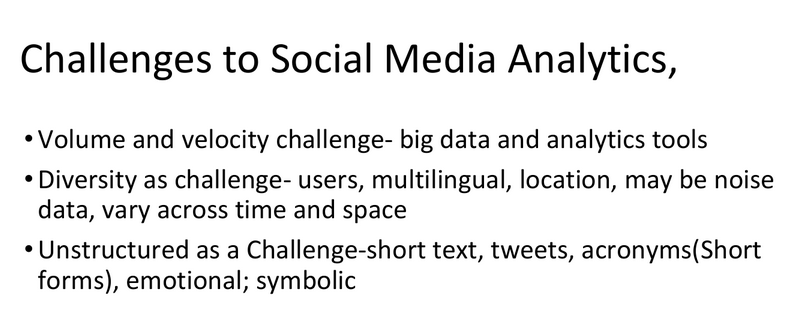 Challenges to Social Media Analytics,
•Volume and velocity challenge- big data and analytics tools
•Diversity as challenge- users, multilingual, location, may be noise
data, vary across time and space
•Unstructured as a Challenge-short text, tweets, acronyms(Short
forms), emotional; symbolic